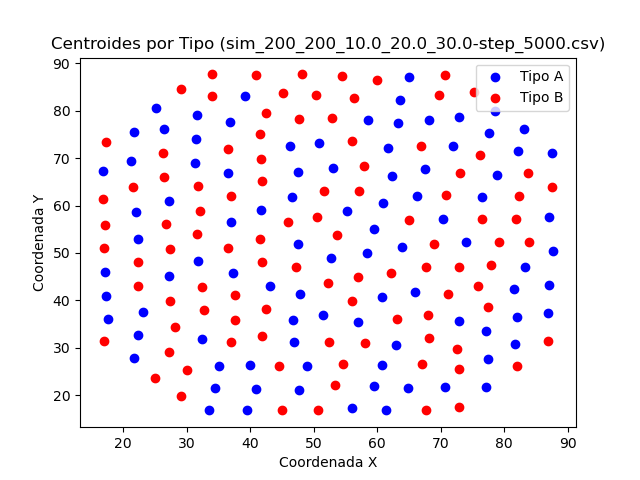 Centroides por Tipo (sim_200_200_10.0_20.0_30.0-step_5000.csv)
Tipo A
Tipo B
90
80
70
60
50
40
30
20
Coordenada Y
20 30 40 50 60 70 80 90
Coordenada X